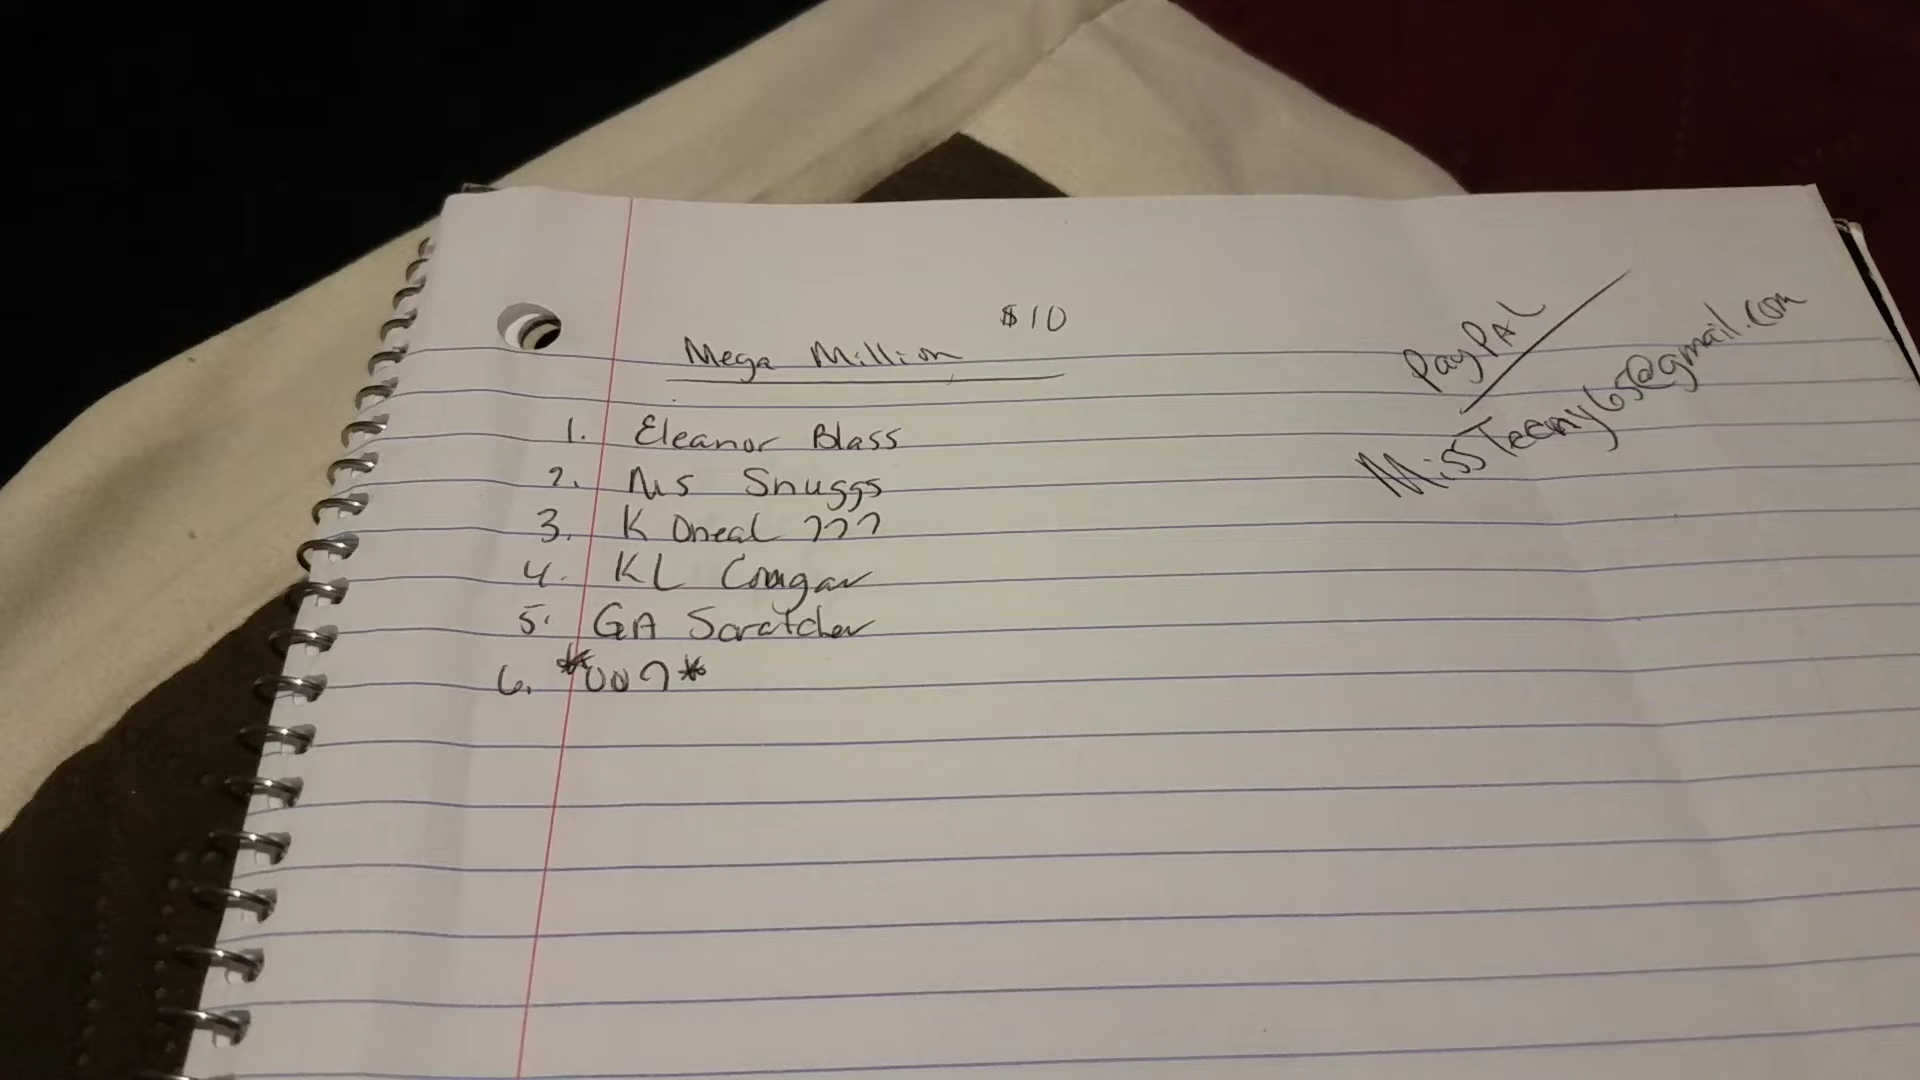 $10
Mega Million
PayPAL
MissTeeny65@gmail.com
1. Eleanor Blass
2. Ms Snuggs
3. K Oneal 777
4. KL Cougar
5. GA Scratcher
6. *007*